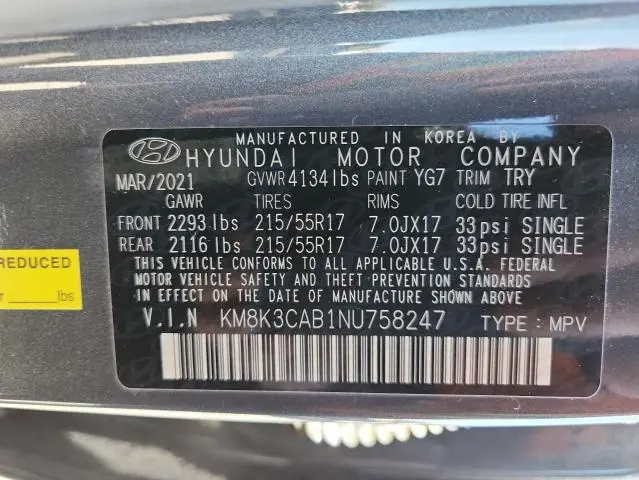 MANUFACTURED IN KOREA BY
HYUNDAI MOTOR COMPANY
MAR/2021 GVWR 4134 lbs PAINT YG7 TRIM TRY
GAWR TIRES RIMS COLD TIRE INFL
FRONT 2293 lbs 215/55R17 7.0JX17 33psi SINGLE
REAR 2116 lbs 215/55R17 7.0JX17 33psi SINGLE
THIS VEHICLE CONFORMS TO ALL APPLICABLE U.S.A. FEDERAL
MOTOR VEHICLE SAFETY AND THEFT PREVENTION STANDARDS
IN EFFECT ON THE DATE OF MANUFACTURE SHOWN ABOVE
V.I.N KM8K3CAB1NU758247 TYPE : MPV
REDUCED
lbs